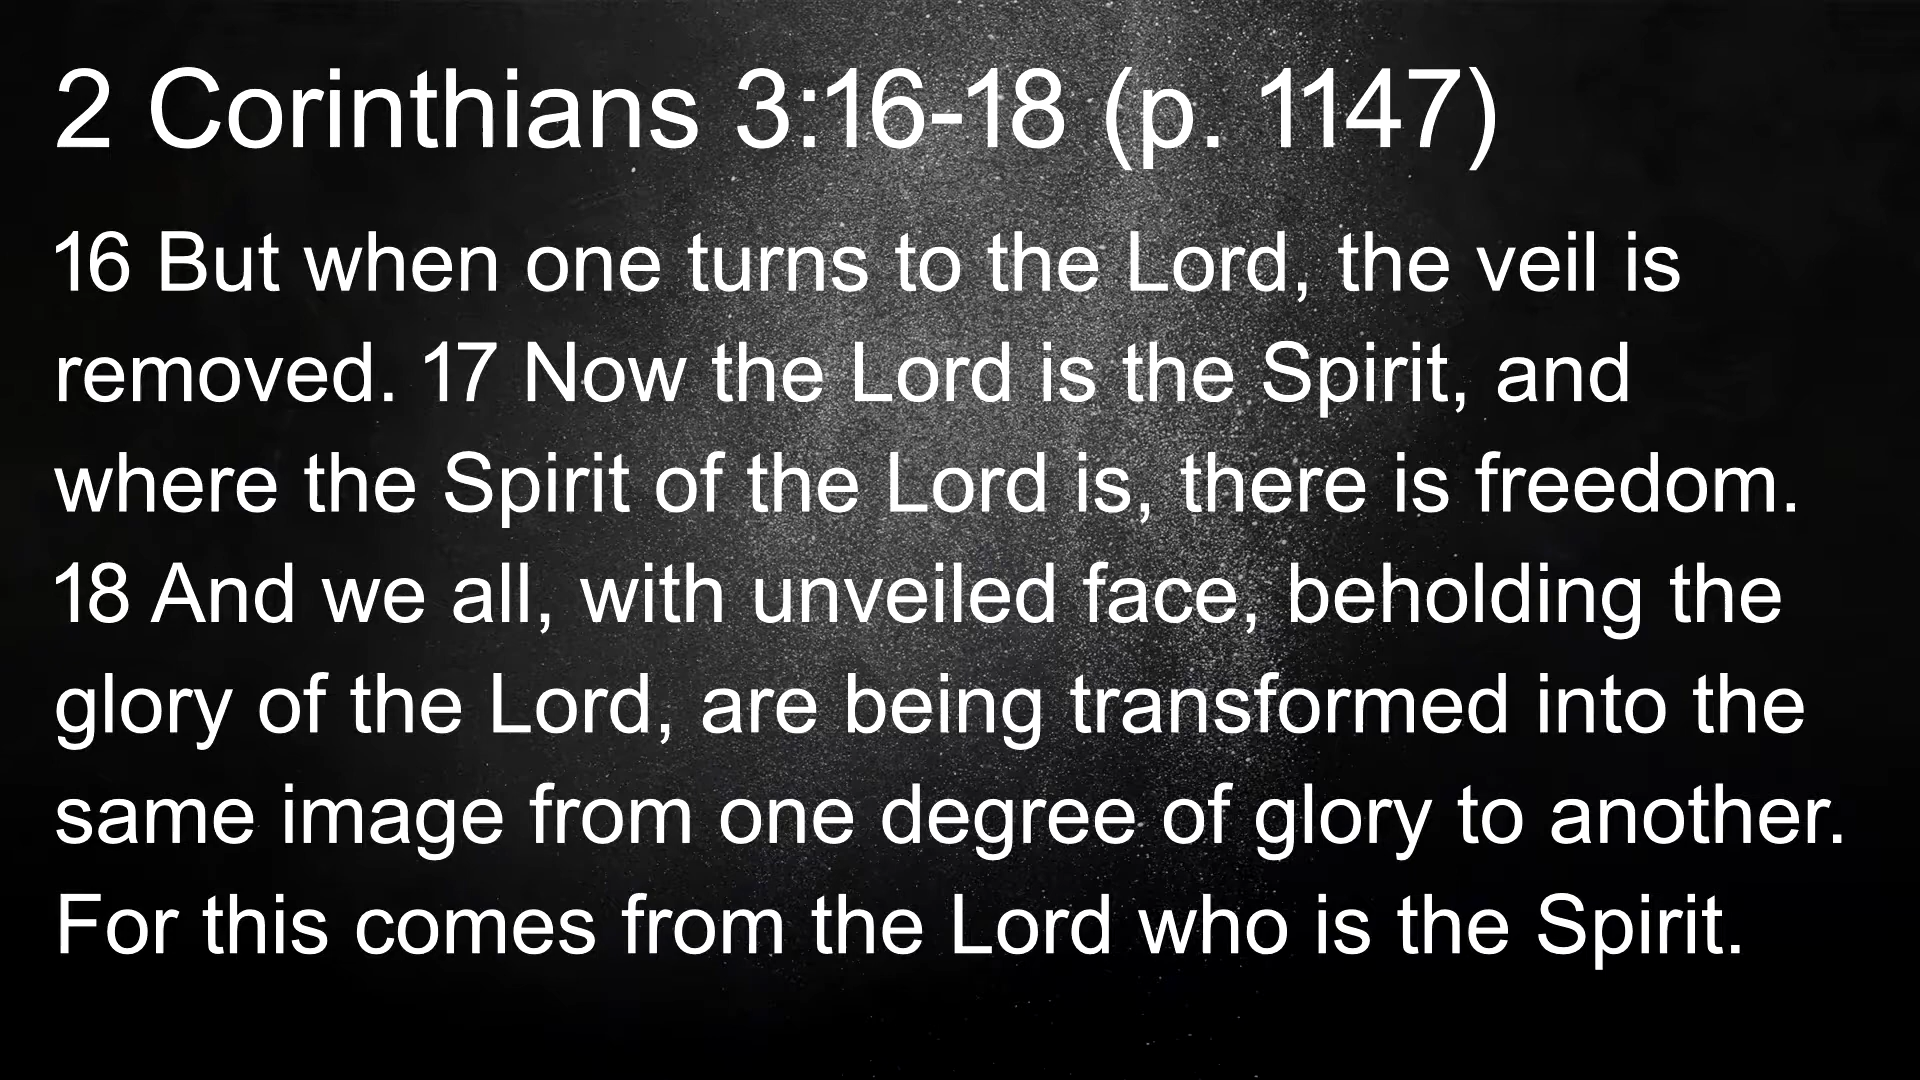 2 Corinthians 3:16-18 (p. 1147)
16 But when one turns to the Lord, the veil is
removed. 17 Now the Lord is the Spirit, and
where the Spirit of the Lord is, there is freedom.
18 And we all, with unveiled face, beholding the
glory of the Lord, are being transformed into the
same image from one degree of glory to another.
For this comes from the Lord who is the Spirit.